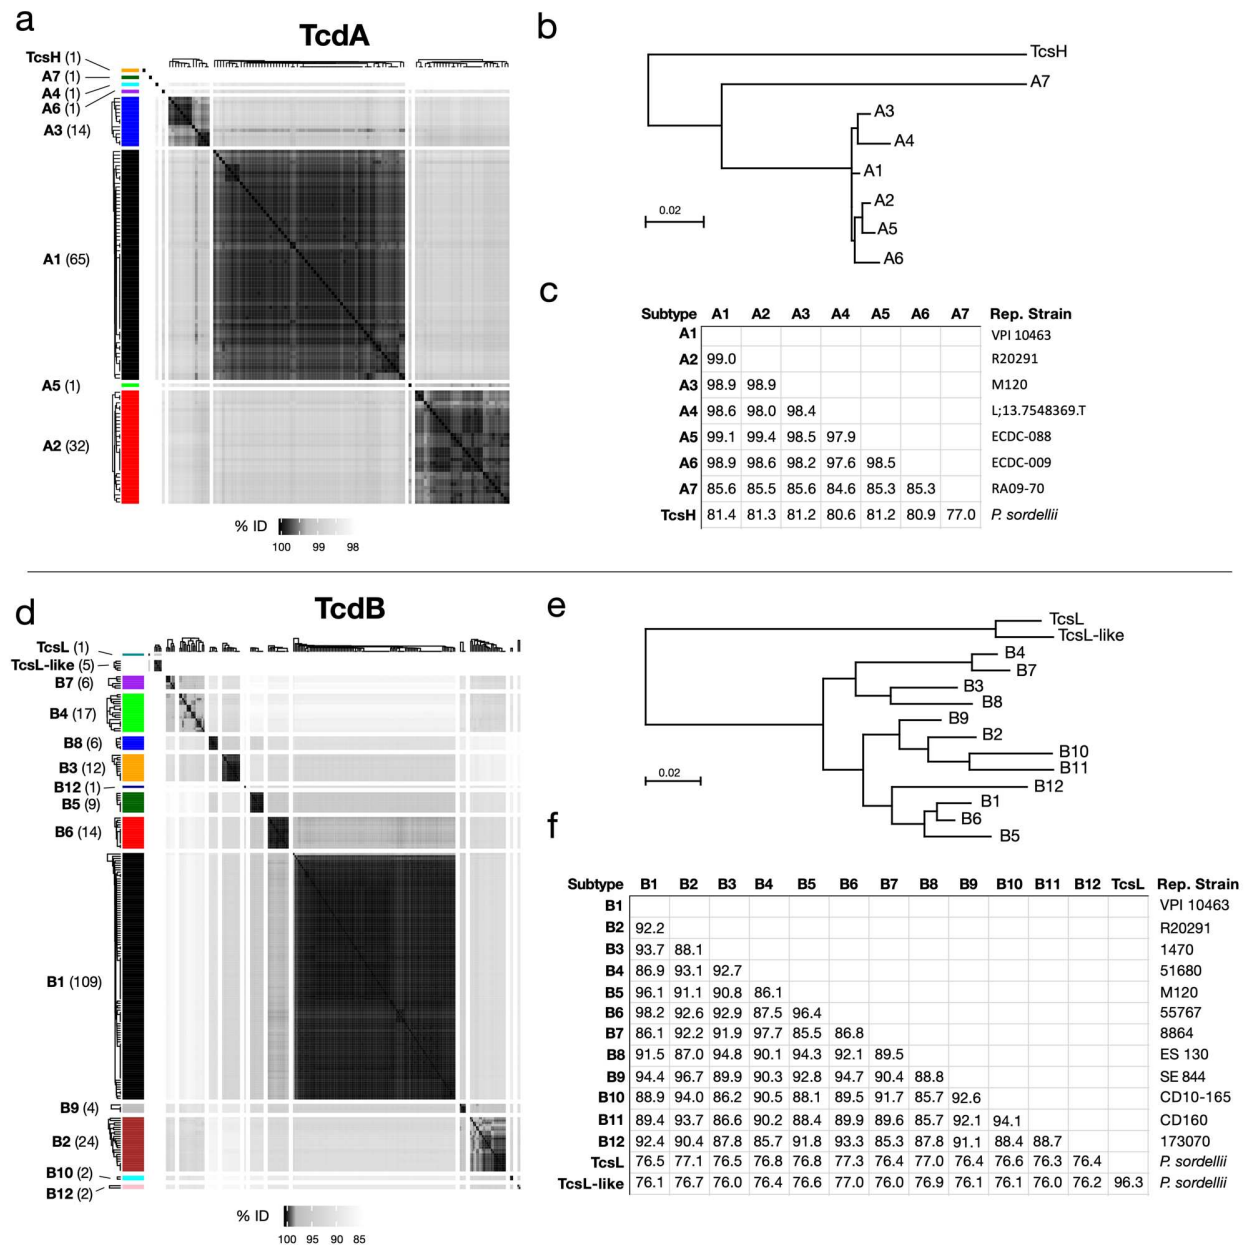 a
TcdA
TcsH (1)
A7 (1)
A4 (1)
A6 (1)
A3 (14)
A1 (65)
A5 (1)
A2 (32)
% ID
100 99 98
b
TcsH
A7
A3
A4
A1
A2
A5
A6
0.02
c
Subtype A1 A2 A3 A4 A5 A6 A7 Rep. Strain
A1 VPI 10463
A2 99.0 R20291
A3 98.9 98.9 M120
A4 98.6 98.0 98.4 L;13.7548369.T
A5 99.1 99.4 98.5 97.9 ECDC-088
A6 98.9 98.6 98.2 97.6 98.5 ECDC-009
A7 85.6 85.5 85.6 84.6 85.3 85.3 RA09-70
TcsH 81.4 81.3 81.2 80.6 81.2 80.9 77.0 P. sordellii
d
TcdB
TcsL (1)
TcsL-like (5)
B7 (6)
B4 (17)
B8 (6)
B3 (12)
B12 (1)
B5 (9)
B6 (14)
B1 (109)
B9 (4)
B2 (24)
B10 (2)
B12 (2)
% ID
100 95 90 85
e
TcsL
TcsL-like
B4
B7
B3
B8
B9
B2
B10
B11
B12
B1
B6
B5
0.02
f
Subtype B1 B2 B3 B4 B5 B6 B7 B8 B9 B10 B11 B12 TcsL Rep. Strain
B1 VPI 10463
B2 92.2 R20291
B3 93.7 88.1 1470
B4 86.9 93.1 92.7 51680
B5 96.1 91.1 90.8 86.1 M120
B6 98.2 92.6 92.9 87.5 96.4 55767
B7 86.1 92.2 91.9 97.7 85.5 86.8 8864
B8 91.5 87.0 94.8 90.1 94.3 92.1 89.5 ES 130
B9 94.4 96.7 89.9 90.3 92.8 94.7 90.4 88.8 SE 844
B10 88.9 94.0 86.2 90.5 88.1 89.5 91.7 85.7 92.6 CD10-165
B11 89.4 93.7 86.6 90.2 88.4 89.9 89.6 85.7 92.1 94.1 CD160
B12 92.4 90.4 87.8 85.7 91.8 93.3 85.3 87.8 91.1 88.4 88.7 173070
TcsL 76.5 77.1 76.5 76.8 76.8 77.3 76.4 77.0 76.4 76.6 76.3 76.4 P. sordellii
TcsL-like 76.1 76.7 76.0 76.4 76.6 77.0 76.0 76.9 76.1 76.1 76.0 76.2 96.3 P. sordellii